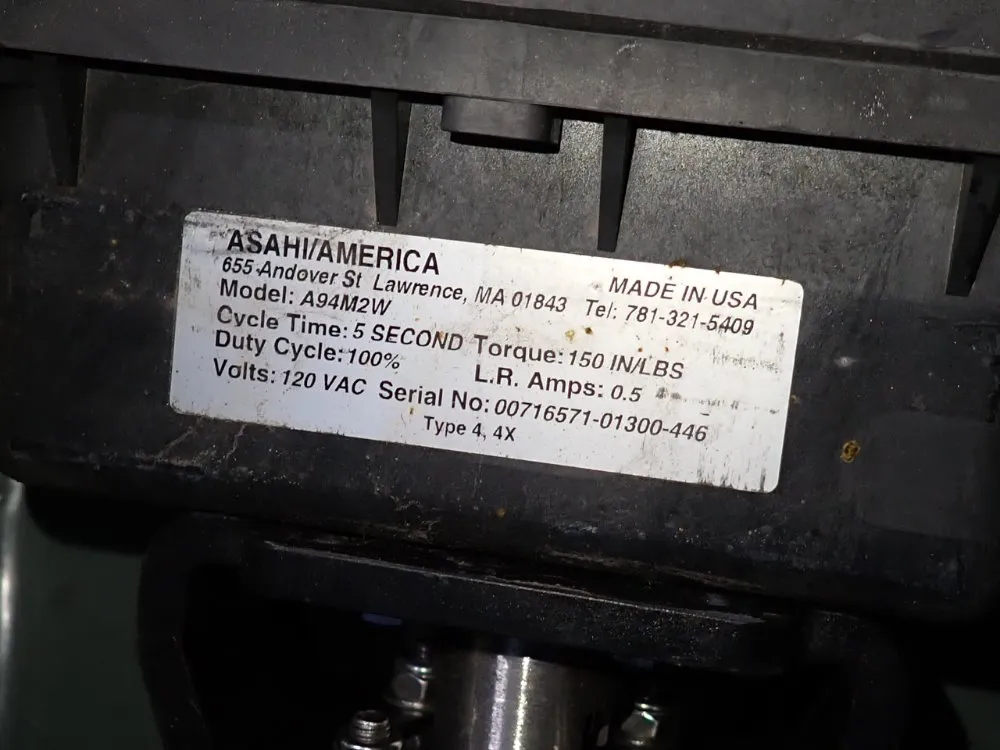 ASAHI/AMERICA
MADE IN USA
655 Andover St Lawrence, MA 01843 Tel: 781-321-5409
Model: A94M2W
Cycle Time: 5 SECOND Torque: 150 IN/LBS
Duty Cycle: 100% L.R. Amps: 0.5
Volts: 120 VAC Serial No: 00716571-01300-446
Type 4, 4X